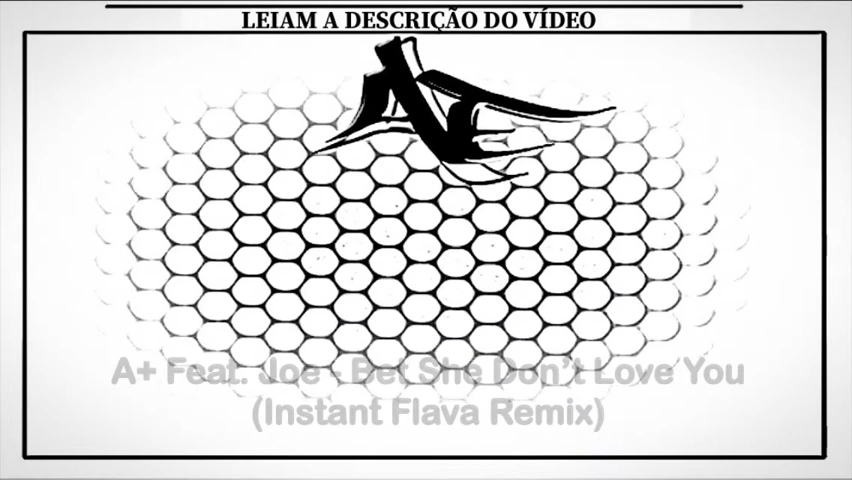 LEIAM A DESCRIÇÃO DO VÍDEO
A+ Feat. Joe - Bet She Don't Love You
(Instant Flava Remix)